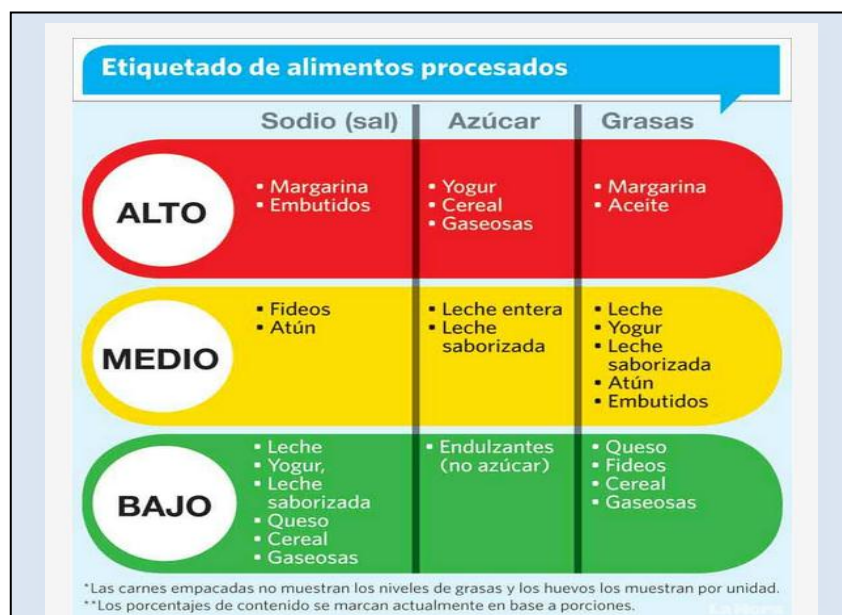 Etiquetado de alimentos procesados
Sodio (sal)
Azúcar
Grasas
ALTO
▪ Margarina
▪ Embutidos
▪ Yogur
▪ Cereal
▪ Gaseosas
▪ Margarina
▪ Aceite
MEDIO
▪ Fideos
▪ Atún
▪ Leche entera
▪ Leche
saborizada
▪ Leche
▪ Yogur
▪ Leche
saborizada
▪ Atún
▪ Embutidos
BAJO
▪ Leche
▪ Yogur,
▪ Leche
saborizada
▪ Queso
▪ Cereal
▪ Gaseosas
▪ Endulzantes
(no azúcar)
▪ Queso
▪ Fideos
▪ Cereal
▪ Gaseosas
*Las carnes empacadas no muestran los niveles de grasas y los huevos los muestran por unidad.
**Los porcentajes de contenido se marcan actualmente en base a porciones.